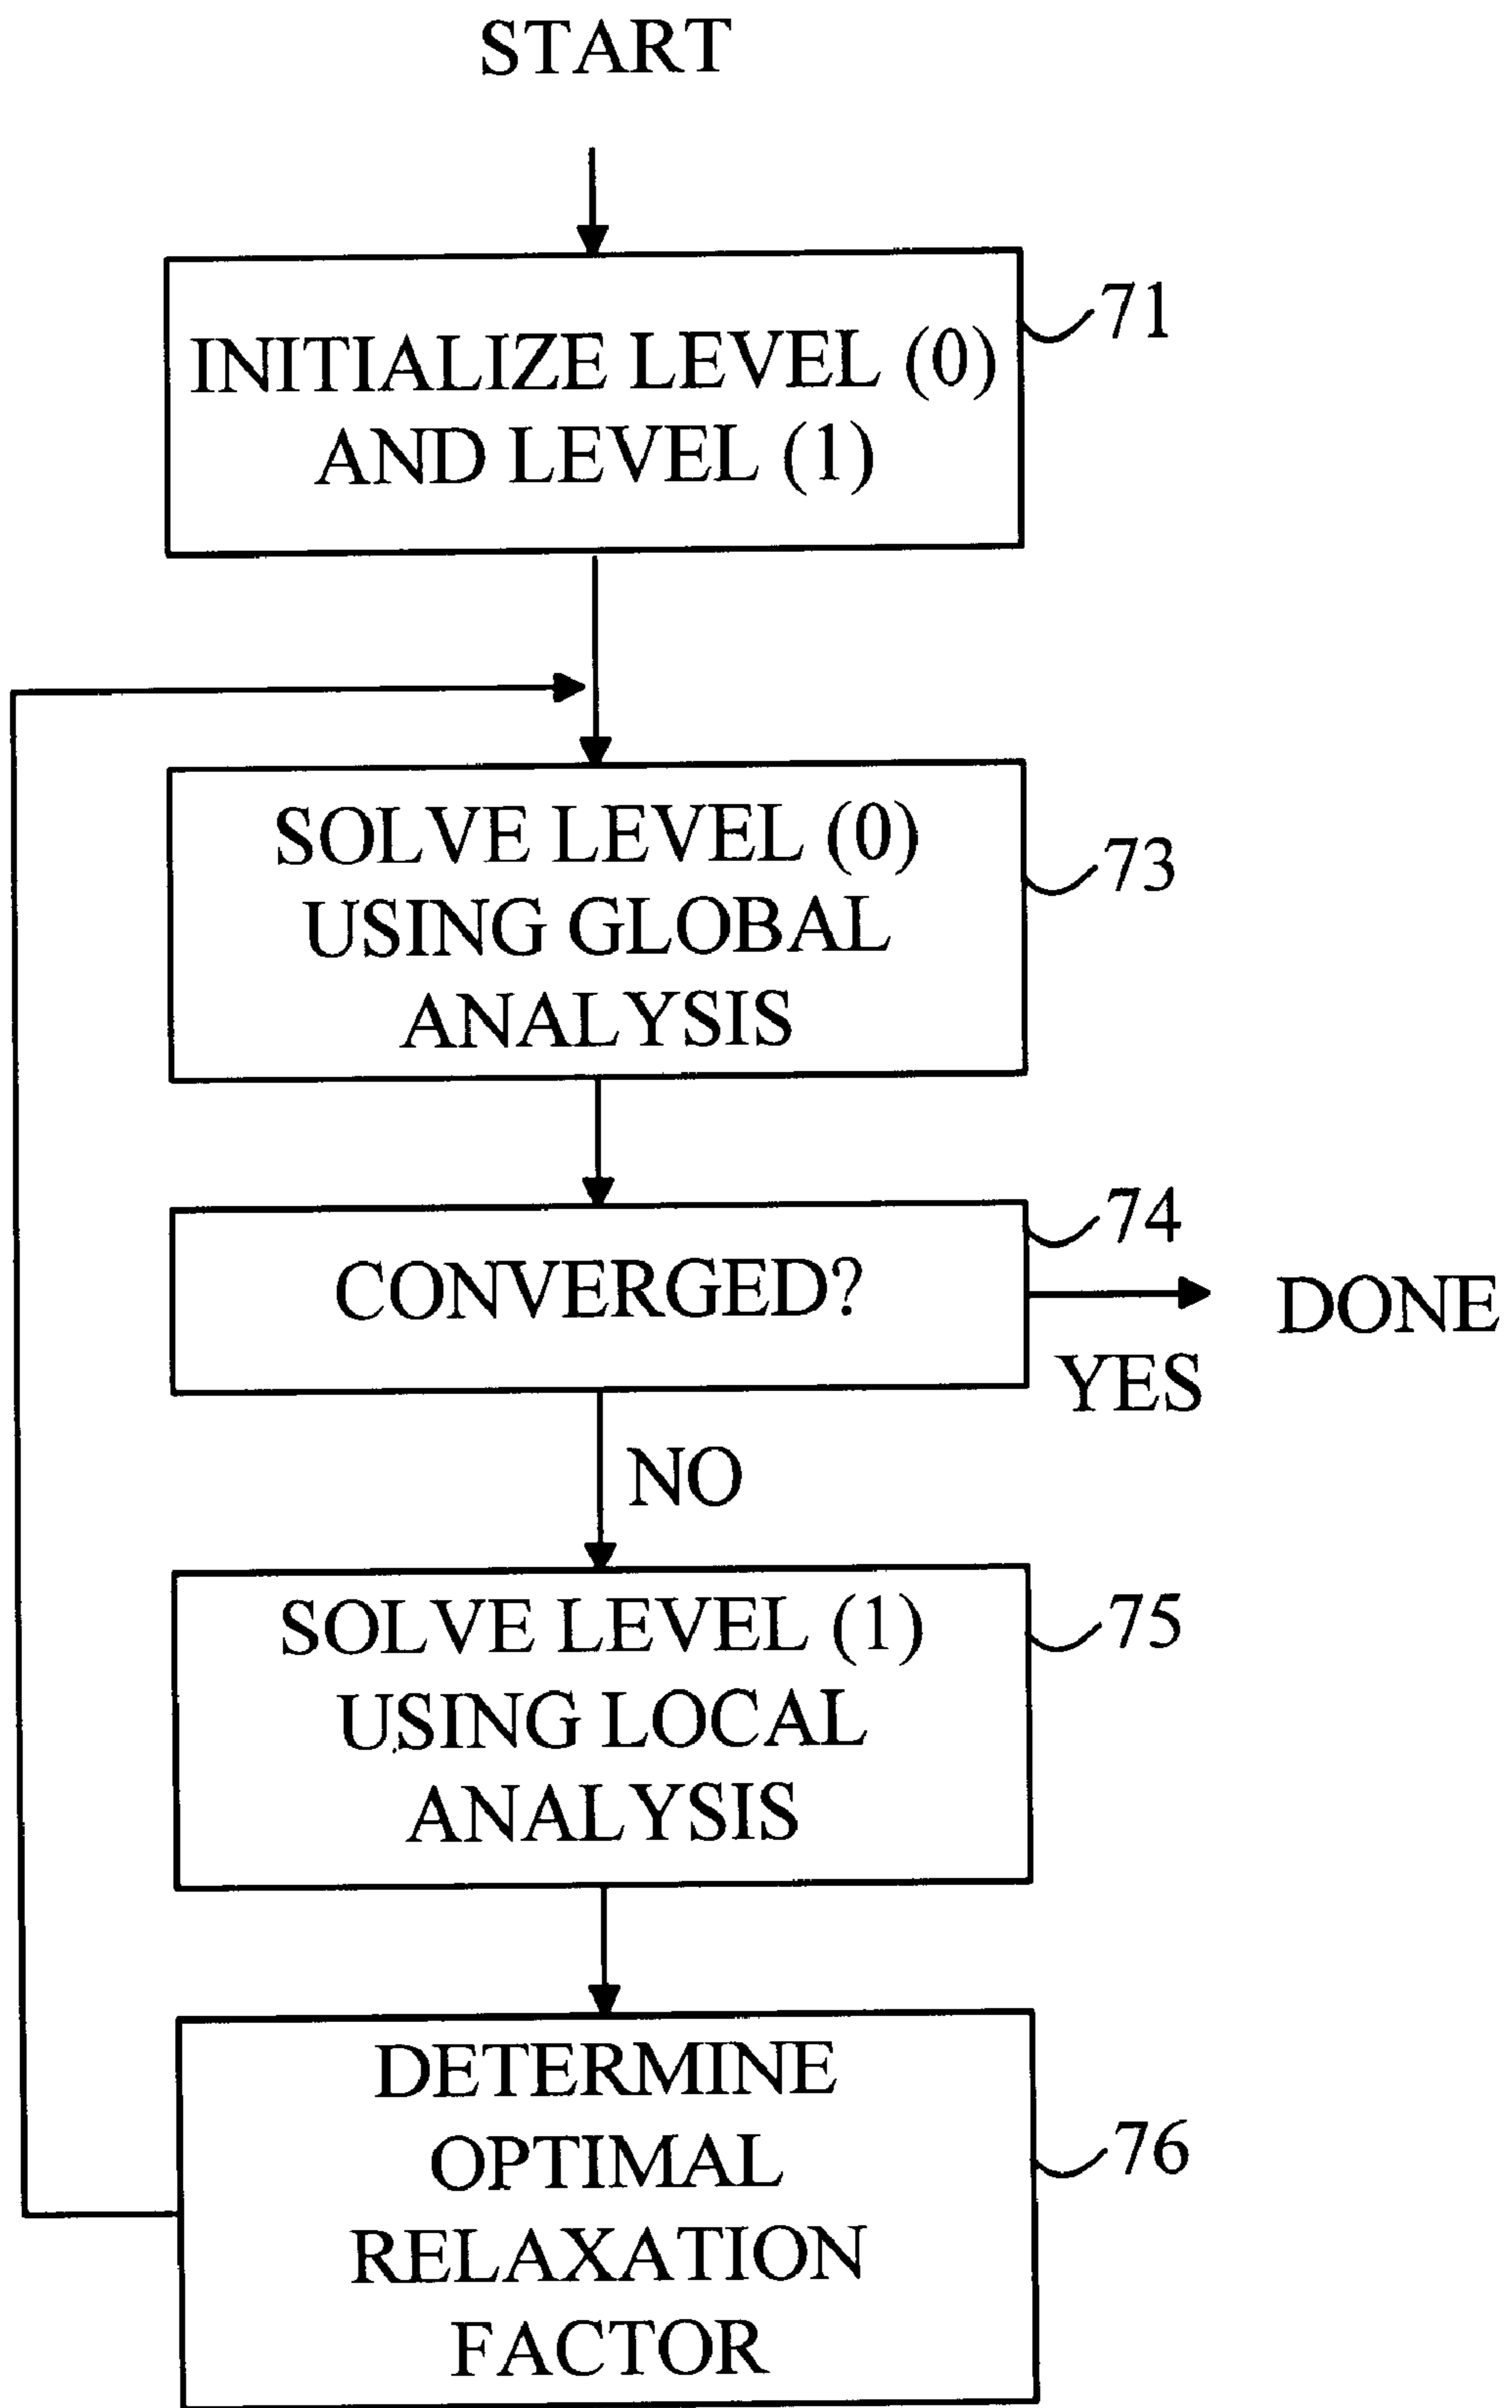 START
INITIALIZE LEVEL (0)
AND LEVEL (1)
71
SOLVE LEVEL (0)
USING GLOBAL
ANALYSIS
73
CONVERGED?
74
DONE
YES
NO
SOLVE LEVEL (1)
USING LOCAL
ANALYSIS
75
DETERMINE
OPTIMAL
RELAXATION
FACTOR
76